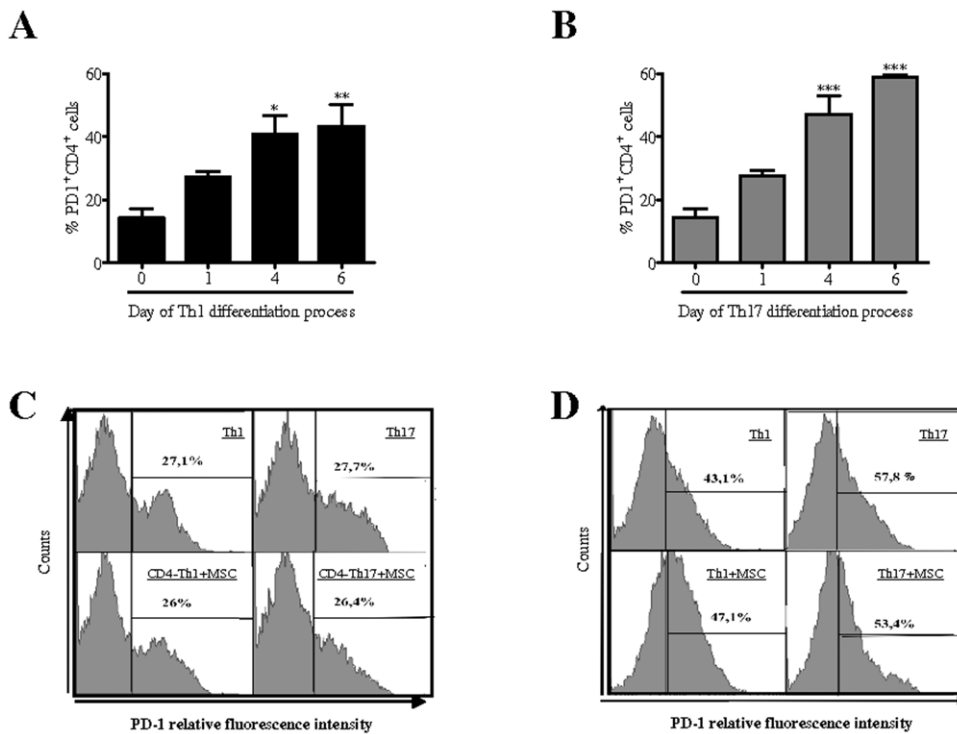 A
B
60
40
20
0
% PD1+CD4+ cells
*
**
0 1 4 6
Day of Th1 differentiation process
60
40
20
0
% PD1+CD4+ cells
***
***
0 1 4 6
Day of Th17 differentiation process
C
D
Counts
Th1
27,1%
Th17
27,7%
CD4-Th1+MSC
26%
CD4-Th17+MSC
26,4%
PD-1 relative fluorescence intensity
Counts
Th1
43,1%
Th17
57,8 %
Th1+MSC
47,1%
Th17+MSC
53,4%
PD-1 relative fluorescence intensity